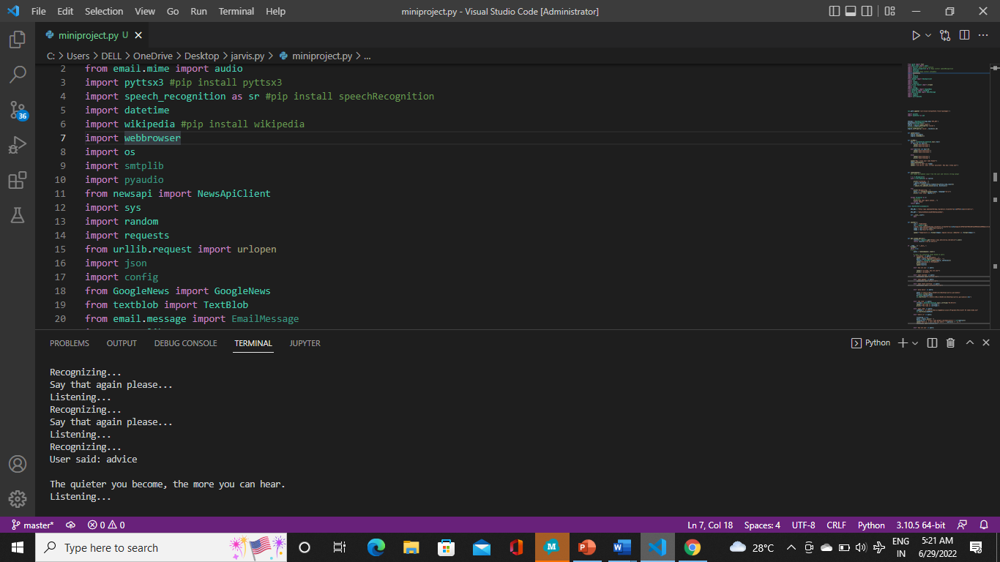 File Edit Selection View Go Run Terminal Help miniproject.py - Visual Studio Code [Administrator]
miniproject.py U
C: > Users > DELL > OneDrive > Desktop > jarvis.py > miniproject.py > ...
2 from email.mime import audio
3 import pyttsx3 #pip install pyttsx3
4 import speech_recognition as sr #pip install speechRecognition
5 import datetime
6 import wikipedia #pip install wikipedia
7 import webbrowser
8 import os
9 import smtplib
10 import pyaudio
11 from newsapi import NewsApiClient
12 import sys
13 import random
14 import requests
15 from urllib.request import urlopen
16 import json
17 import config
18 from GoogleNews import GoogleNews
19 from textblob import TextBlob
20 from email.message import EmailMessage
36
PROBLEMS OUTPUT DEBUG CONSOLE TERMINAL JUPYTER Python
Recognizing...
Say that again please...
Listening...
Recognizing...
Say that again please...
Listening...
Recognizing...
User said: advice
The quieter you become, the more you can hear.
Listening...
master* 0 0 Ln 7, Col 18 Spaces: 4 UTF-8 CRLF Python 3.10.5 64-bit
Type here to search 28°C ENG IN 5:21 AM 6/29/2022